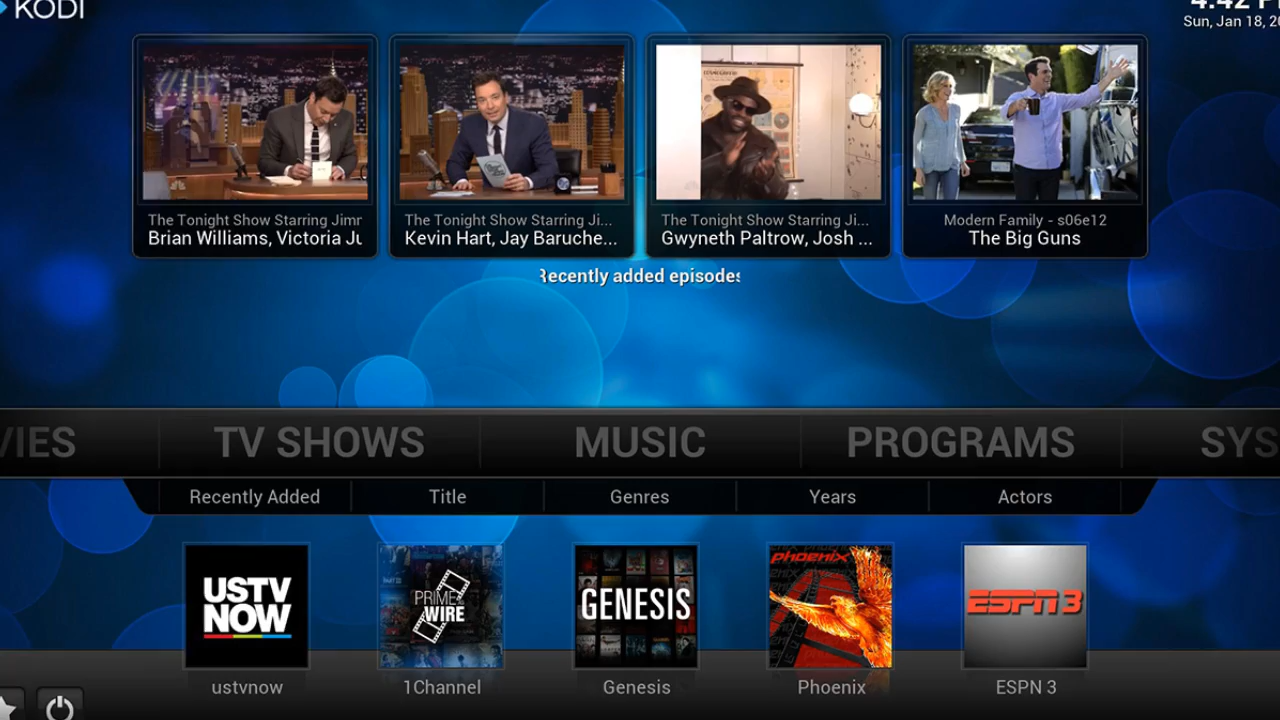 KODI
4:42 P
Sun, Jan 18, 20
The Tonight Show Starring Jimm
Brian Williams, Victoria Ju
The Tonight Show Starring Ji...
Kevin Hart, Jay Baruche...
The Tonight Show Starring Ji...
Gwyneth Paltrow, Josh ...
Modern Family - s06e12
The Big Guns
Recently added episodes
VIES
TV SHOWS
MUSIC
PROGRAMS
SYS
Recently Added
Title
Genres
Years
Actors
USTV
NOW
PRIME
WIRE
GENESIS
phoenix
ESPN 3
ustvnow
1Channel
Genesis
Phoenix
ESPN 3